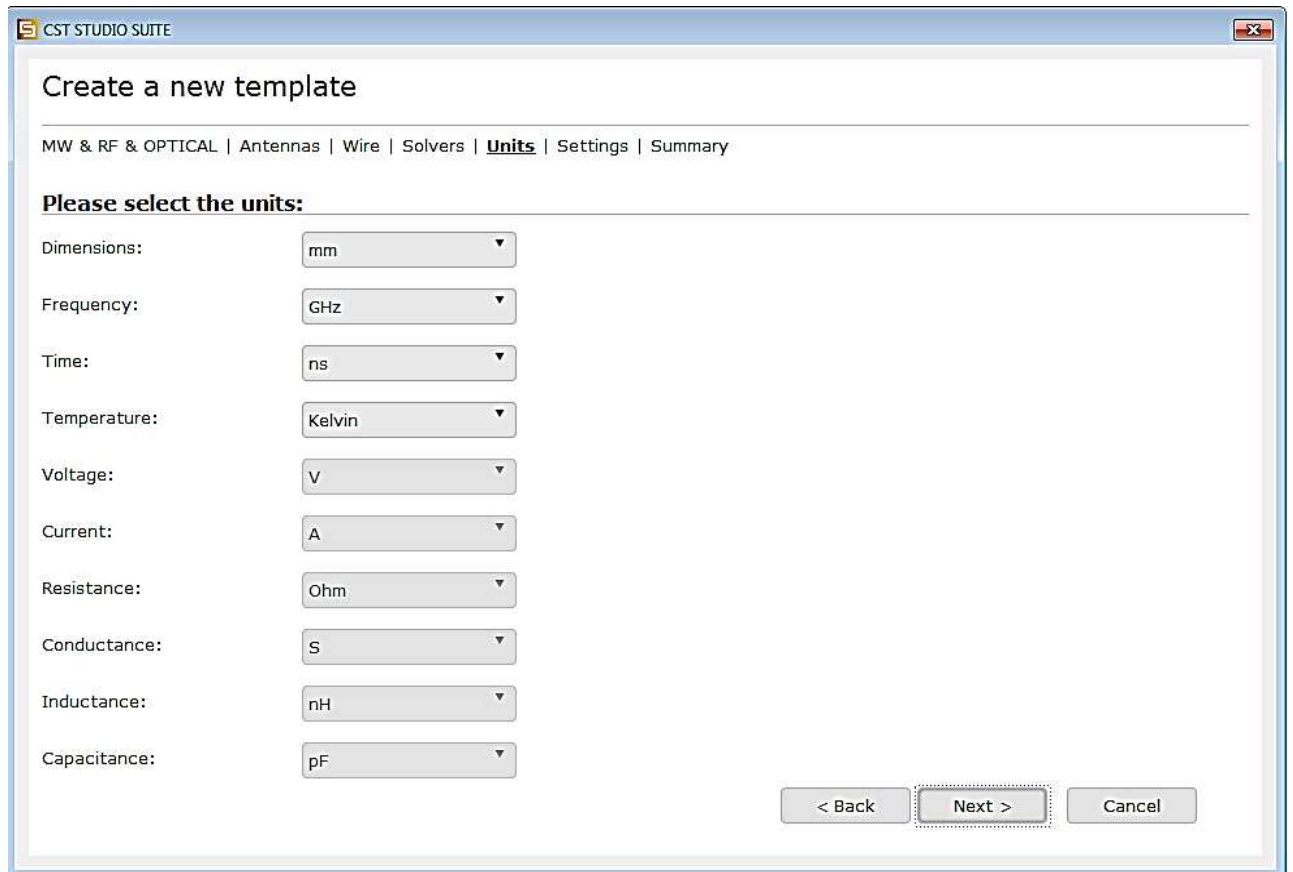 CST STUDIO SUITE
Create a new template
MW & RF & OPTICAL | Antennas | Wire | Solvers | Units | Settings | Summary
Please select the units:
Dimensions: mm
Frequency: GHz
Time: ns
Temperature: Kelvin
Voltage: V
Current: A
Resistance: Ohm
Conductance: S
Inductance: nH
Capacitance: pF
< Back Next > Cancel